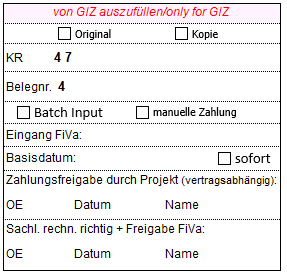 von GIZ auszufüllen/only for GIZ
Original Kopie
KR 4 7
Belegnr. 4
Batch Input manuelle Zahlung
Eingang FiVa:
Basisdatum: sofort
Zahlungsfreigabe durch Projekt (vertragsabhängig):
OE Datum Name
Sachl. rechn. richtig + Freigabe FiVa:
OE Datum Name